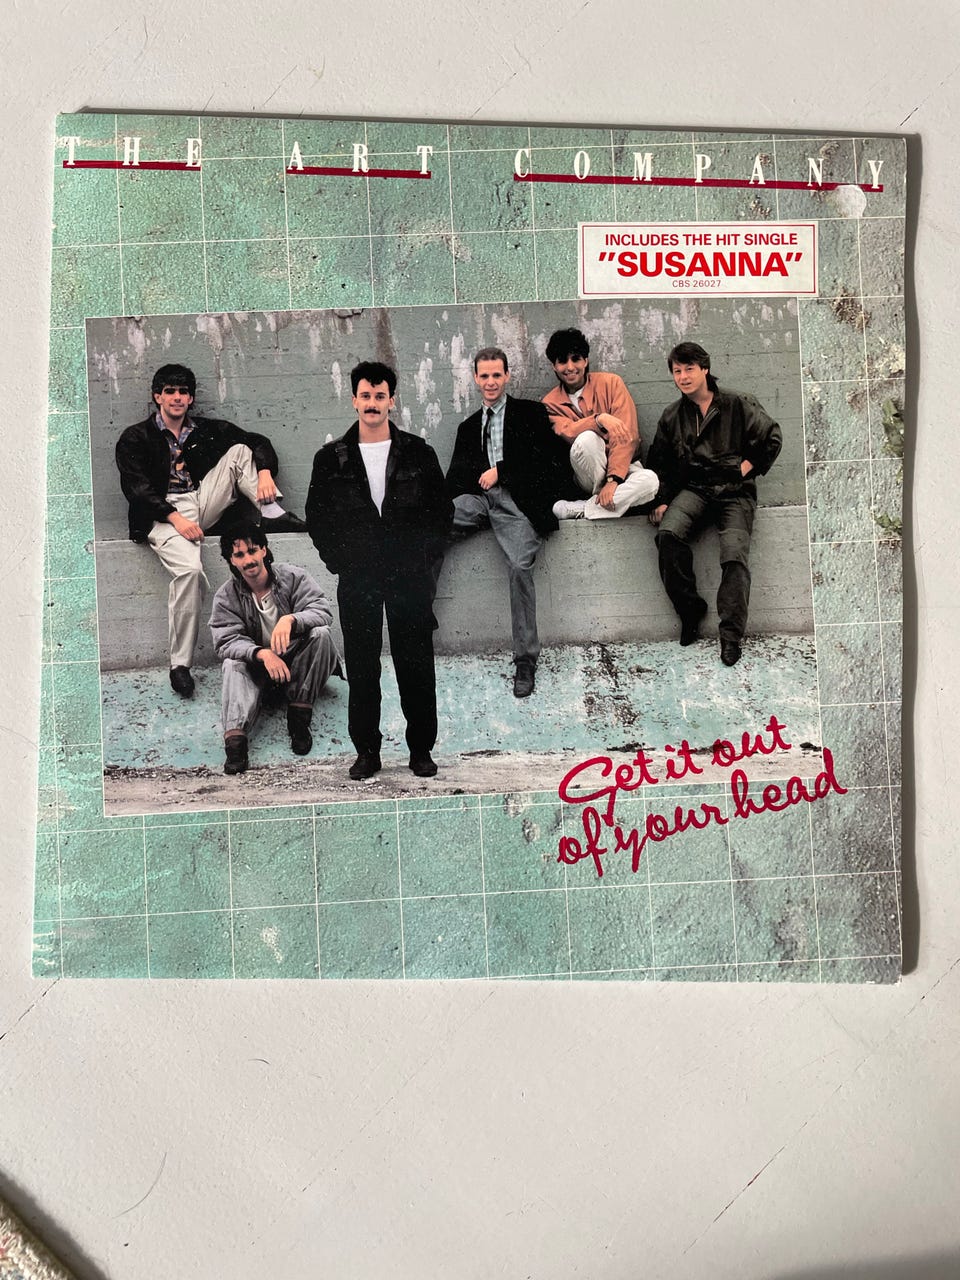 THE ART COMPANY
INCLUDES THE HIT SINGLE
"SUSANNA"
CBS 26027
Get it out
of your head